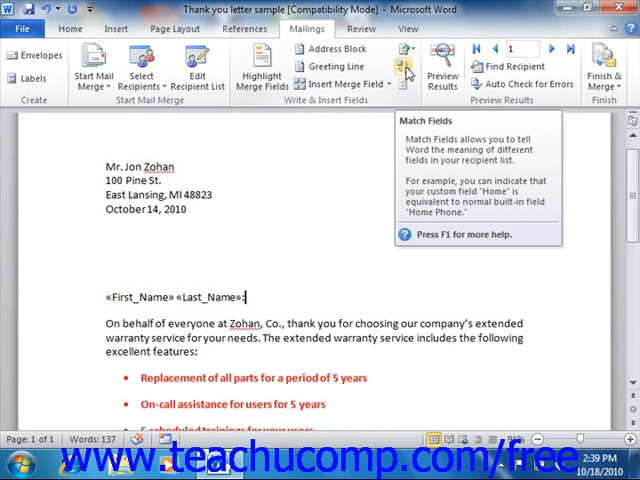 Thank you letter sample [Compatibility Mode] - Microsoft Word
File Home Insert Page Layout References Mailings Review View
Envelopes
Labels
Create
Start Mail Merge
Select Recipients
Edit Recipient List
Start Mail Merge
Highlight Merge Fields
Address Block
Greeting Line
Insert Merge Field
Write & Insert Fields
Preview Results
1
Find Recipient
Auto Check for Errors
Preview Results
Finish & Merge
Finish
Match Fields
Match Fields allows you to tell
Word the meaning of different
fields in your recipient list.
For example, you can indicate that
your custom field "Home" is
equivalent to normal built-in field
"Home Phone."
Press F1 for more help.
Mr. Jon Zohan
100 Pine St.
East Lansing, MI 48823
October 14, 2010
«First_Name» «Last_Name»:
On behalf of everyone at Zohan, Co., thank you for choosing our company's extended
warranty service for your needs. The extended warranty service includes the following
excellent features:
• Replacement of all parts for a period of 5 years
• On-call assistance for users for 5 years
• 5 scheduled trainings for your users
Page: 1 of 1 Words: 137 91%
www.teachucomp.com/free
2:39 PM
10/18/2010